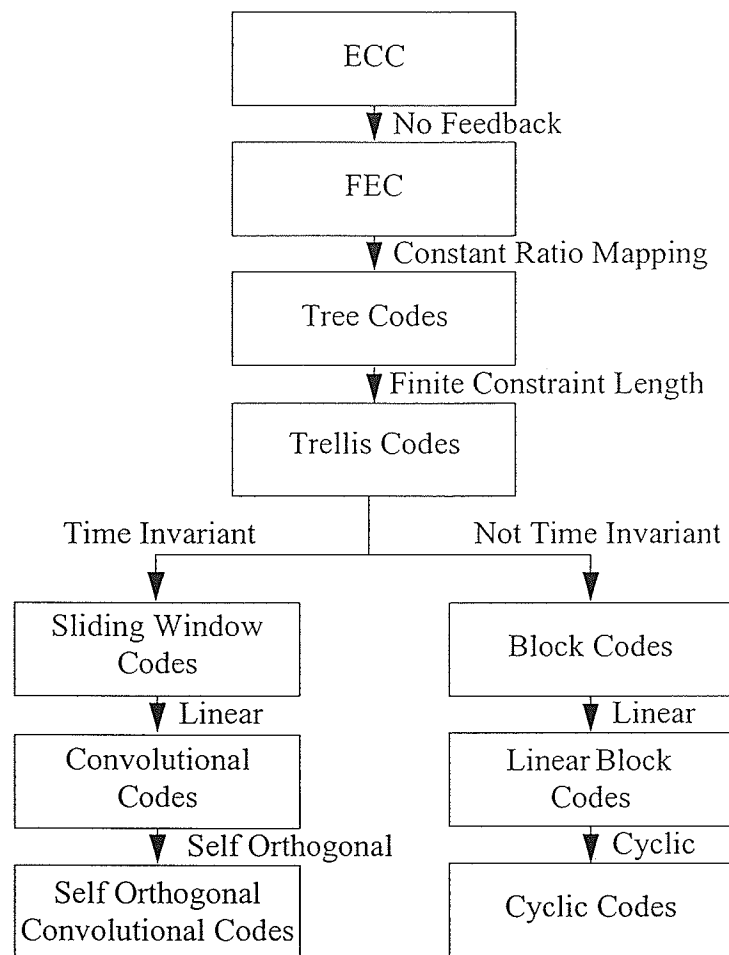 ECC
No Feedback
FEC
Constant Ratio Mapping
Tree Codes
Finite Constraint Length
Trellis Codes
Time Invariant
Not Time Invariant
Sliding Window
Codes
Block Codes
Linear
Linear
Convolutional
Codes
Linear Block
Codes
Self Orthogonal
Cyclic
Self Orthogonal
Convolutional Codes
Cyclic Codes